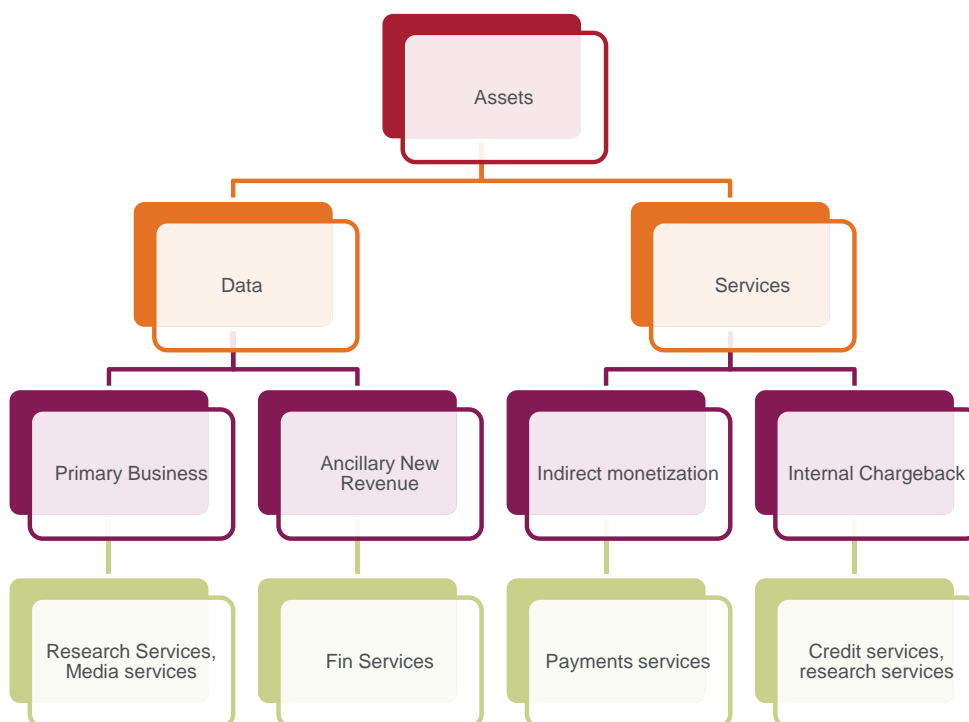 Assets
Data
Services
Primary Business
Ancillary New
Revenue
Indirect monetization
Internal Chargeback
Research Services,
Media services
Fin Services
Payments services
Credit services,
research services